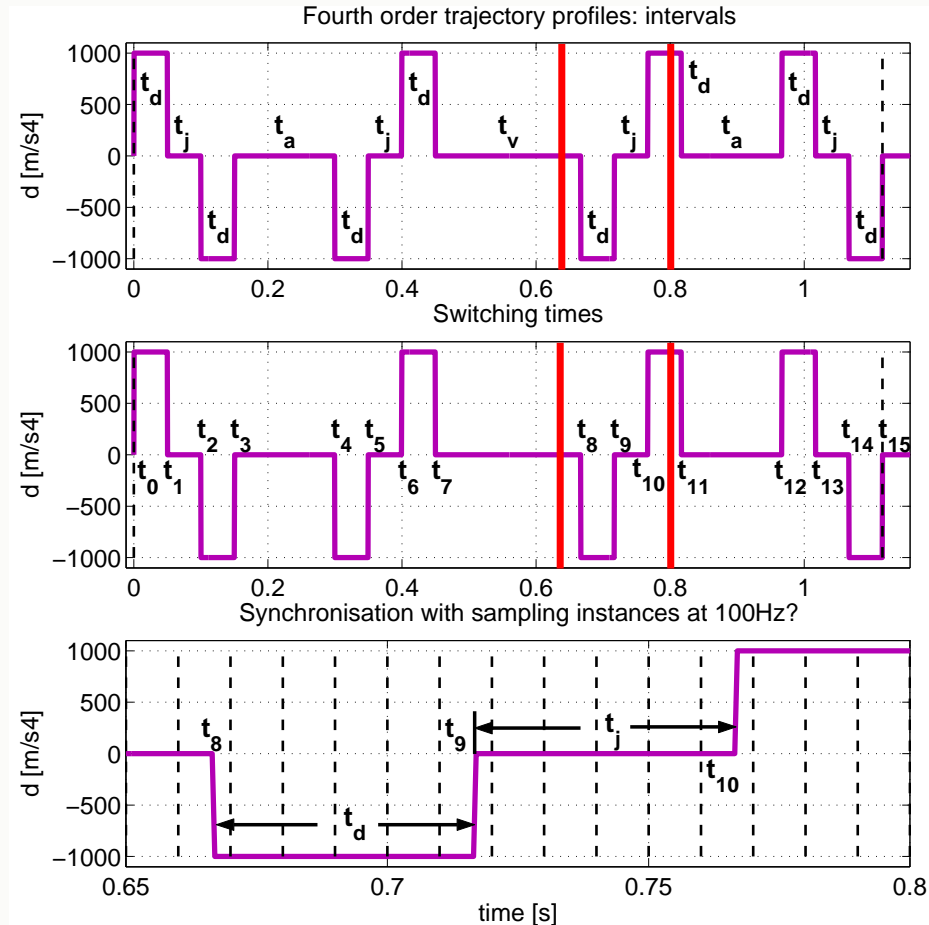 Fourth order trajectory profiles: intervals
1000
500
0
−500
−1000
d [m/s4]
t_d
t_j
t_d
t_a
t_d
t_j
t_d
t_v
t_d
t_j
t_d
t_a
t_d
t_j
t_d
0 0.2 0.4 0.6 0.8 1
Switching times
1000
500
0
−500
−1000
d [m/s4]
t_0 t_1 t_2 t_3 t_4 t_5 t_6 t_7 t_8 t_9 t_10 t_11 t_12 t_13 t_14 t_15
0 0.2 0.4 0.6 0.8 1
Synchronisation with sampling instances at 100Hz?
1000
500
0
−500
−1000
d [m/s4]
t_8
t_9
t_j
t_10
t_d
0.65 0.7 0.75 0.8
time [s]